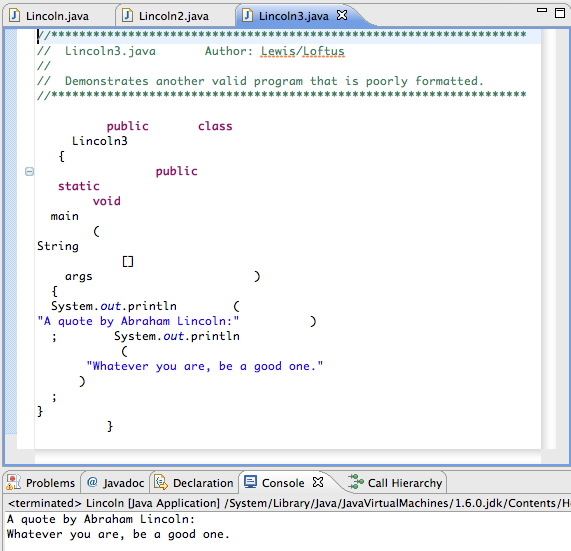 Lincoln.java Lincoln2.java Lincoln3.java
//********************************************************************
//  Lincoln3.java       Author: Lewis/Loftus
//
//  Demonstrates another valid program that is poorly formatted.
//********************************************************************
          public       class
     Lincoln3
   {
                 public
   static
        void
  main
        (
String
            []
    args                       )
  {
  System.out.println        (
"A quote by Abraham Lincoln:"          )
  ;        System.out.println
            (
       "Whatever you are, be a good one."
      )
  ;
}
          }
Problems @ Javadoc Declaration Console Call Hierarchy
<terminated> Lincoln [Java Application] /System/Library/Java/JavaVirtualMachines/1.6.0.jdk/Contents/H
A quote by Abraham Lincoln:
Whatever you are, be a good one.